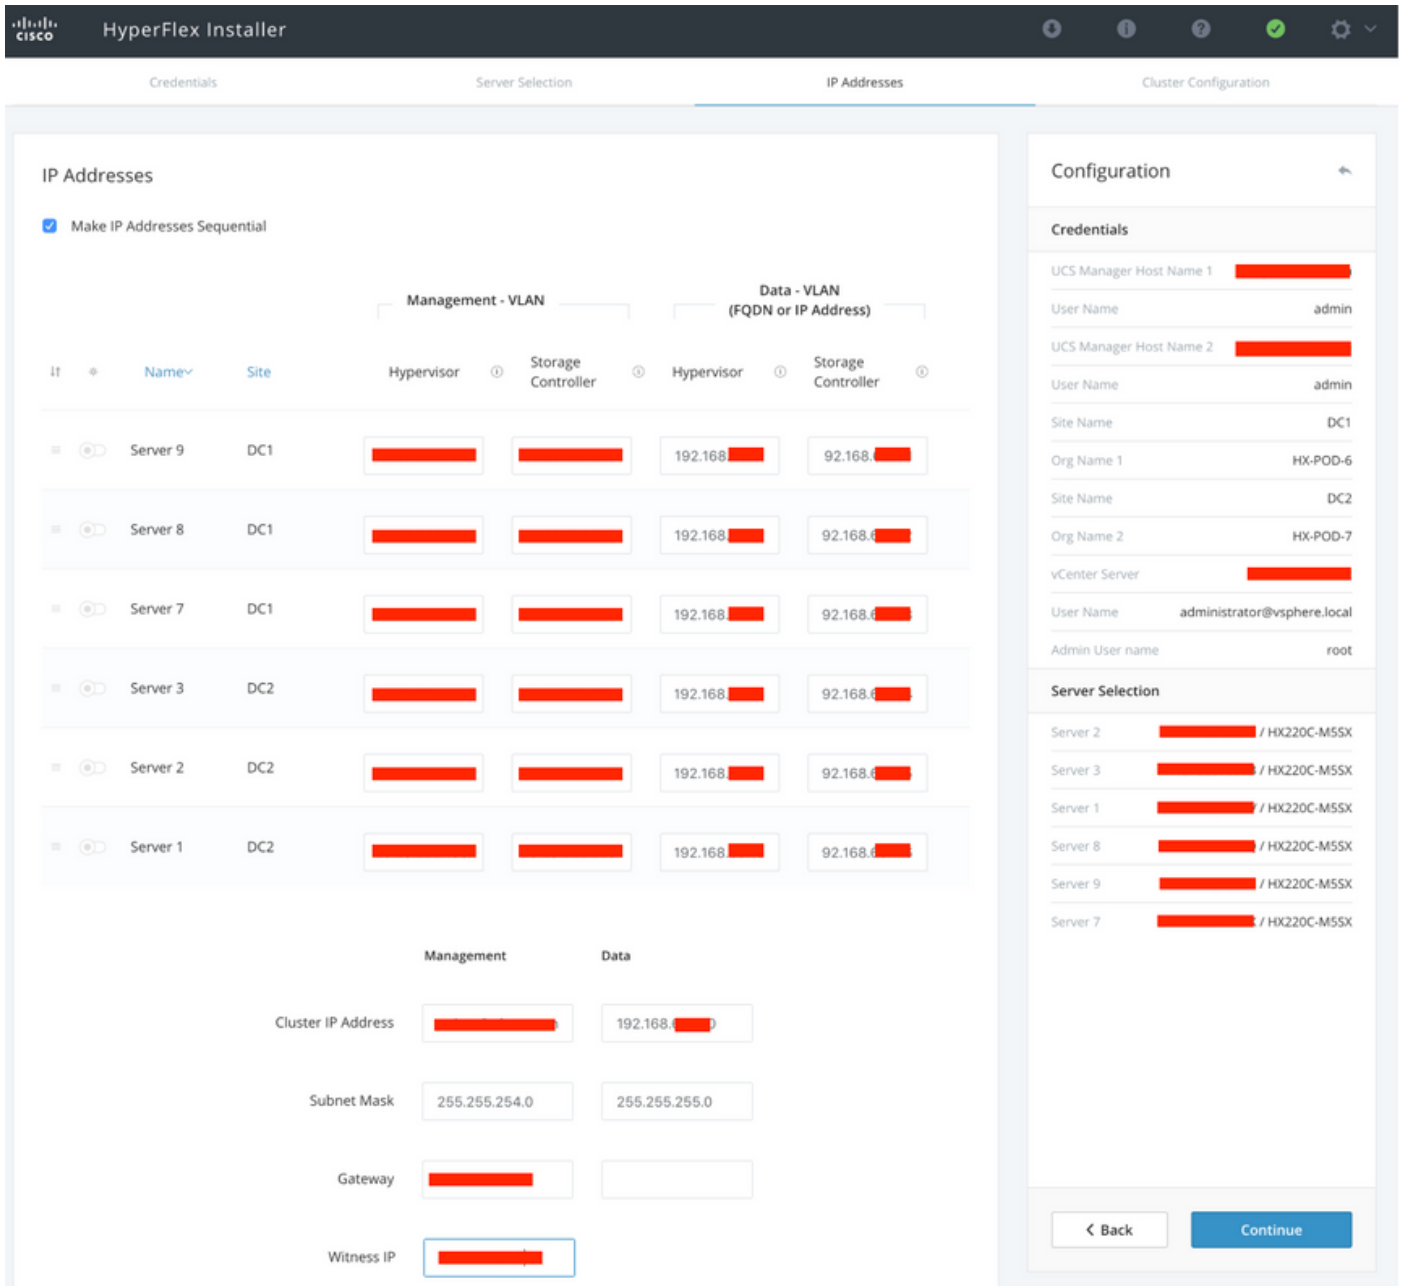 cisco HyperFlex Installer
Credentials Server Selection IP Addresses Cluster Configuration
IP Addresses
Make IP Addresses Sequential
Management - VLAN
Data - VLAN
(FQDN or IP Address)
Name Site Hypervisor Storage Controller Hypervisor Storage Controller
Server 9 DC1 192.168. 92.168.
Server 8 DC1 192.168. 92.168.6
Server 7 DC1 192.168. 92.168.6
Server 3 DC2 192.168. 92.168.6
Server 2 DC2 192.168. 92.168.6
Server 1 DC2 192.168. 92.168.6
Management Data
Cluster IP Address 192.168.
Subnet Mask 255.255.254.0 255.255.255.0
Gateway
Witness IP
Configuration
Credentials
UCS Manager Host Name 1
User Name admin
UCS Manager Host Name 2
User Name admin
Site Name DC1
Org Name 1 HX-POD-6
Site Name DC2
Org Name 2 HX-POD-7
vCenter Server
User Name administrator@vsphere.local
Admin User name root
Server Selection
Server 2 / HX220C-M5SX
Server 3 / HX220C-M5SX
Server 1 / HX220C-M5SX
Server 8 / HX220C-M5SX
Server 9 / HX220C-M5SX
Server 7 / HX220C-M5SX
Back Continue